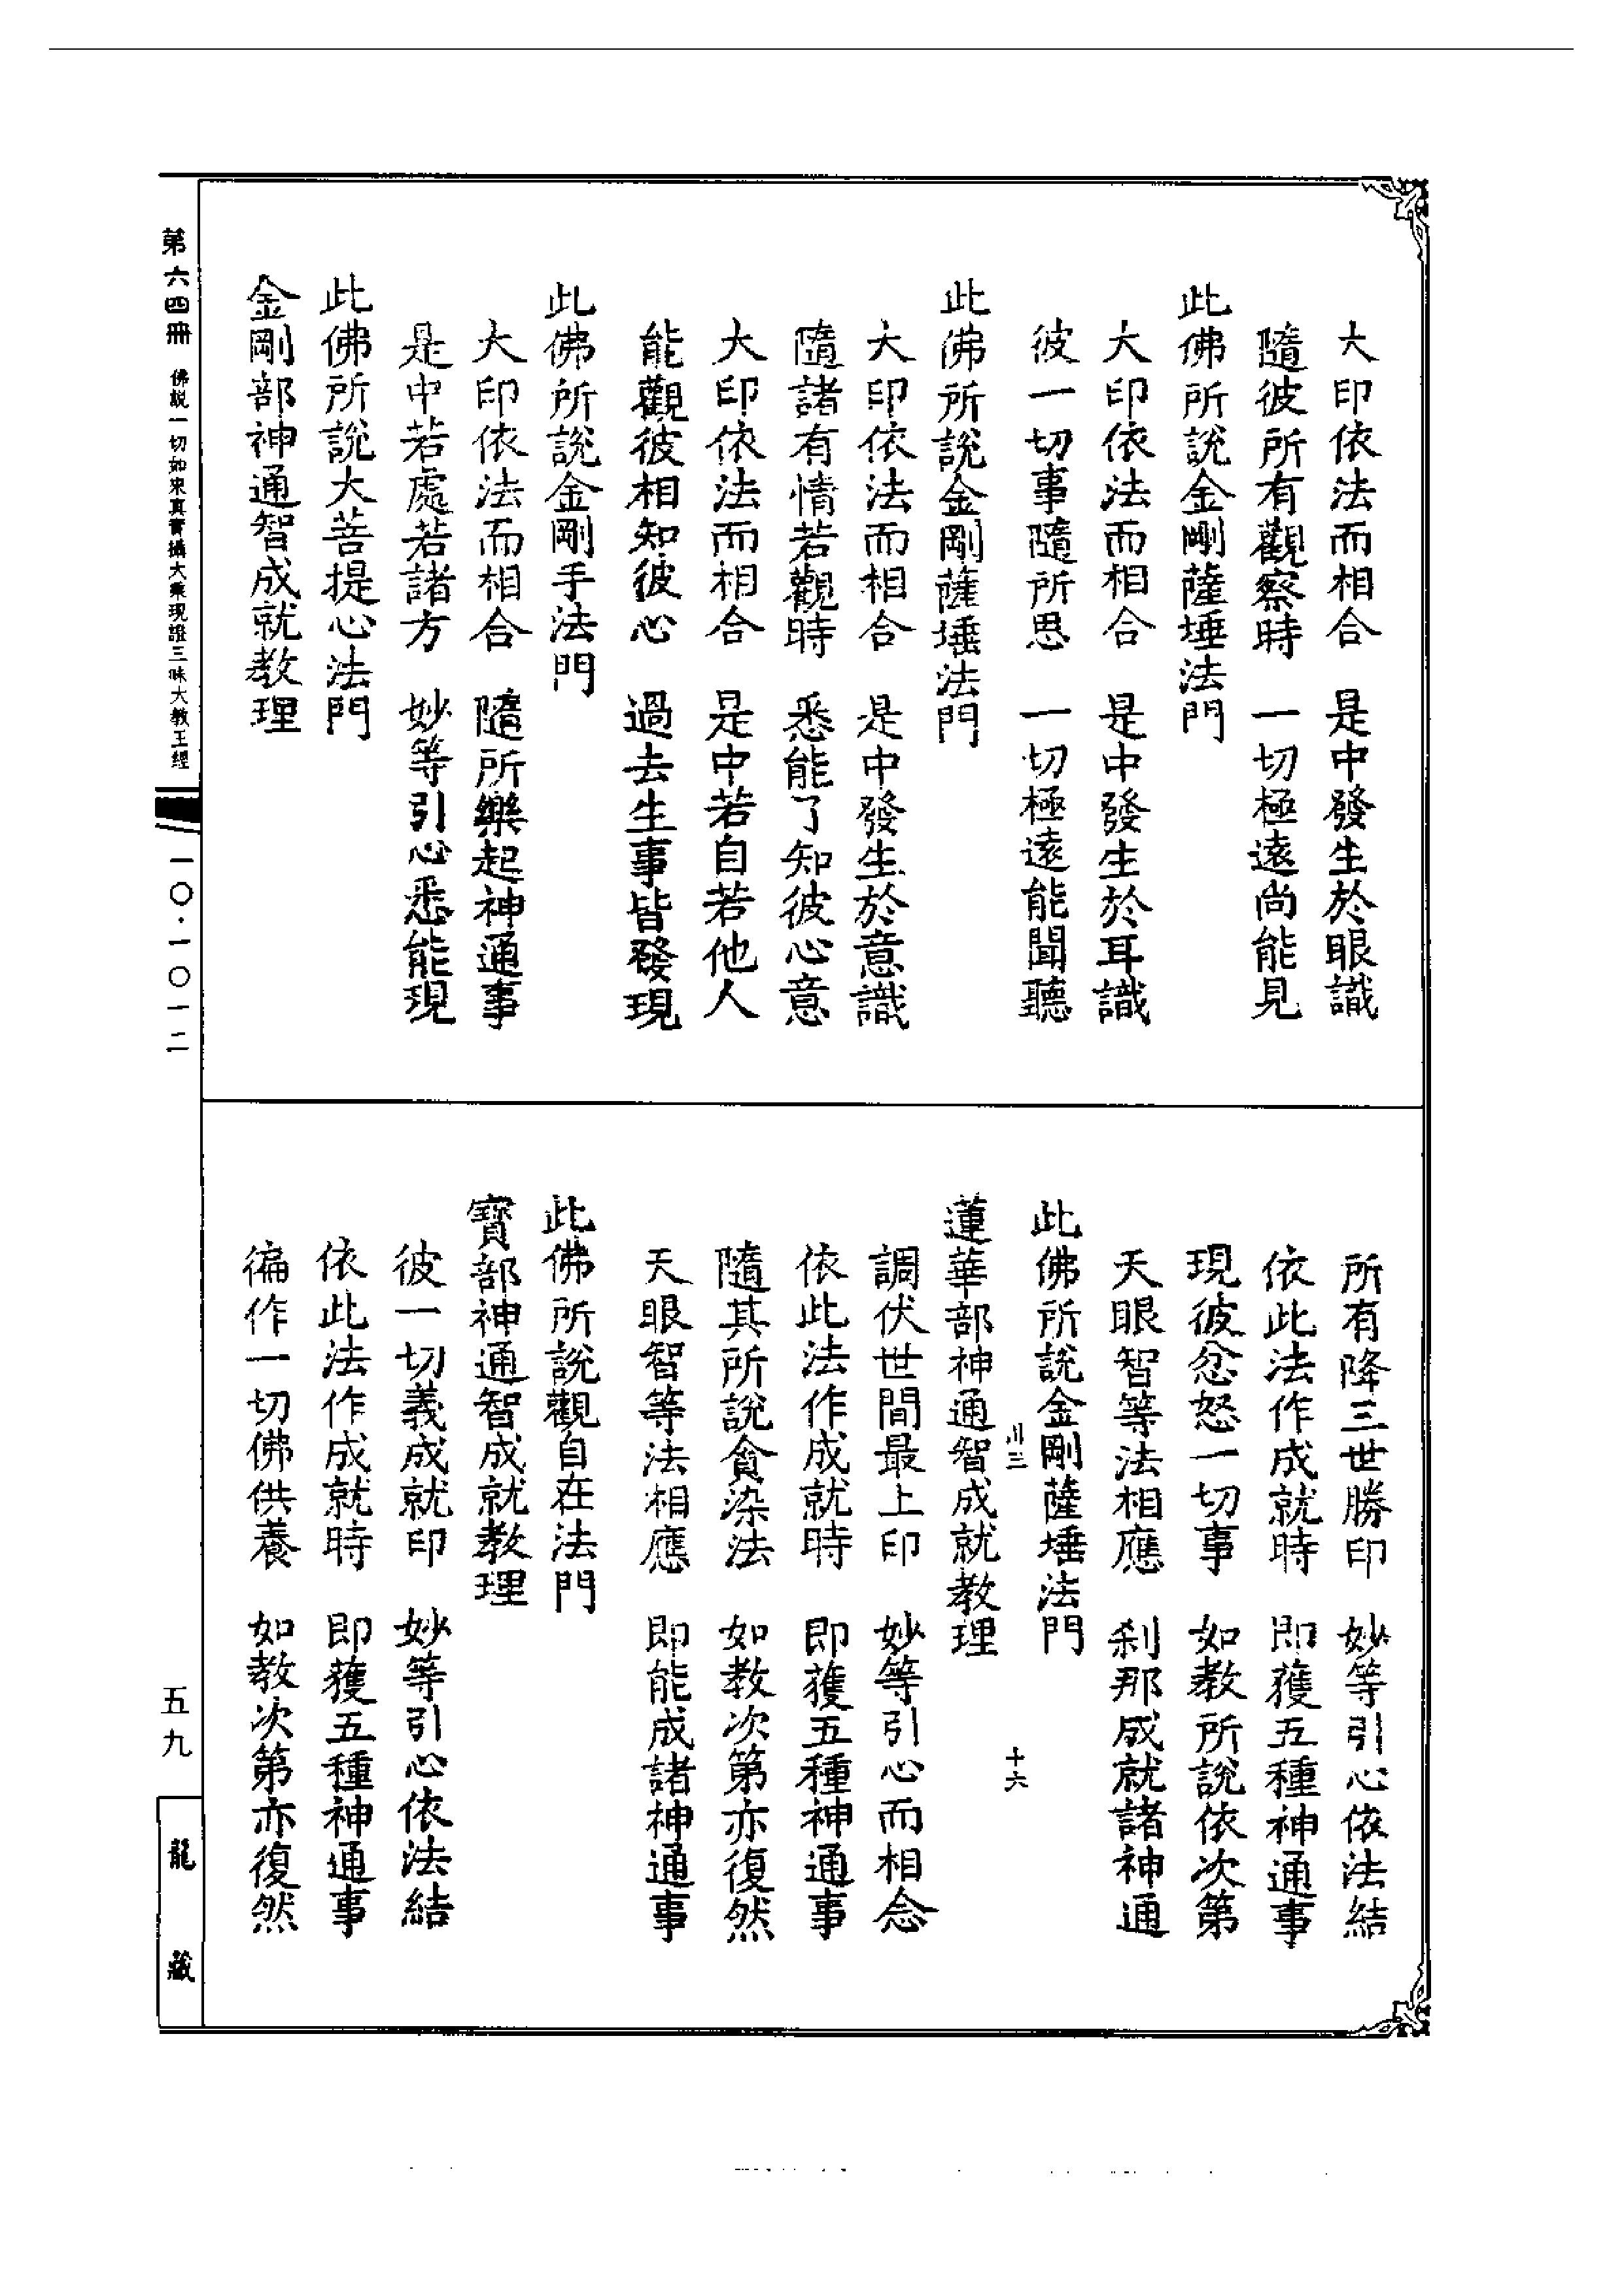 大印依法而相合　是中發生於眼識
隨彼所有觀察時　一切極遠尚能見
此佛所說金剛薩埵法門
大印依法而相合　是中發生於耳識
彼一切事隨所思　一切極遠能聞聽
此佛所說金剛薩埵法門
大印依法而相合　是中發生於意識
隨諸有情若觀時　悉能了知彼心意
大印依法而相合　是中若自若他人
能觀彼相知彼心　過去生事皆發現
此佛所說金剛手法門
大印依法而相合　隨所樂起神通事
是中若處若諸方　妙等引心悉能現
此佛所說大菩提心法門
金剛部神通智成就教理
所有降三世勝印　妙等引心依法結
依此法作成就時　即獲五種神通事
現彼忿怒一切事　如教所說依次第
天眼智等法相應　剎那成就諸神通
此佛所說金剛薩埵法門
川三　十六
蓮華部神通智成就教理
調伏世間最上印　妙等引心而相念
依此法作成就時　即獲五種神通事
隨其所說貪染法　如教次第亦復然
天眼智等法相應　即能成諸神通事
此佛所說觀自在法門
寶部神通智成就教理
彼一切義成就印　妙等引心依法結
依此法作成就時　即獲五種神通事
徧作一切佛供養　如教次第亦復然
第六四冊　佛說一切如來真實攝大乘現證三昧大教王經
一〇·一〇一二
五九
龍藏